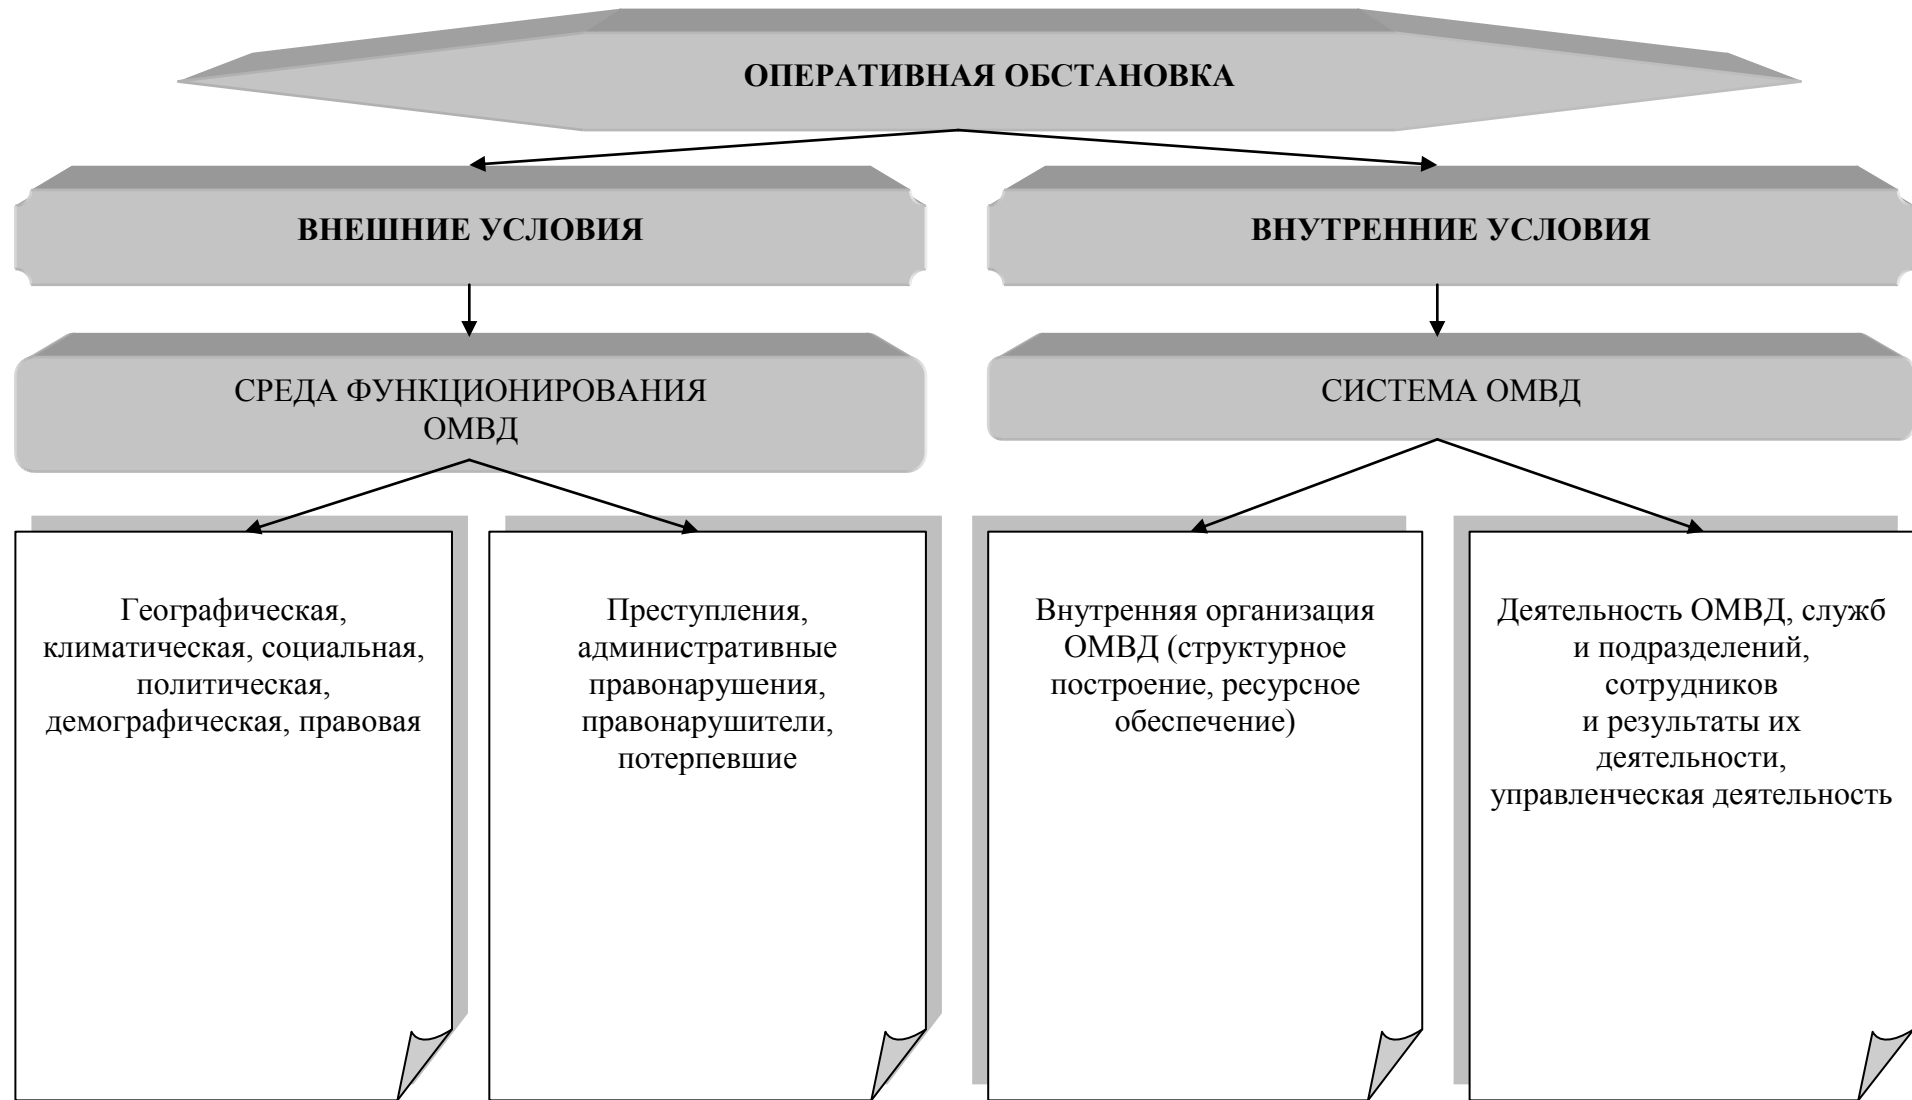 ОПЕРАТИВНАЯ ОБСТАНОВКА
ВНЕШНИЕ УСЛОВИЯ
ВНУТРЕННИЕ УСЛОВИЯ
СРЕДА ФУНКЦИОНИРОВАНИЯ
ОМВД
СИСТЕМА ОМВД
Географическая,
климатическая, социальная,
политическая,
демографическая, правовая
Преступления,
административные
правонарушения,
правонарушители,
потерпевшие
Внутренняя организация
ОМВД (структурное
построение, ресурсное
обеспечение)
Деятельность ОМВД, служб
и подразделений,
сотрудников
и результаты их
деятельности,
управленческая деятельность